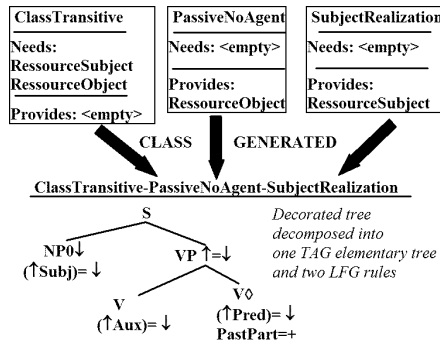 ClassTransitive
Needs:
RessourceSubject
RessourceObject
Provides: <empty>
PassiveNoAgent
Needs: <empty>
Provides:
RessourceObject
SubjectRealization
Needs: <empty>
Provides:
RessourceSubject
CLASS GENERATED
ClassTransitive-PassiveNoAgent-SubjectRealization
S
NP0↓
(↑Subj)= ↓
VP ↑=↓
V
(↑Aux)= ↓
V◊
(↑Pred)= ↓
PastPart=+
Decorated tree
decomposed into
one TAG elementary tree
and two LFG rules